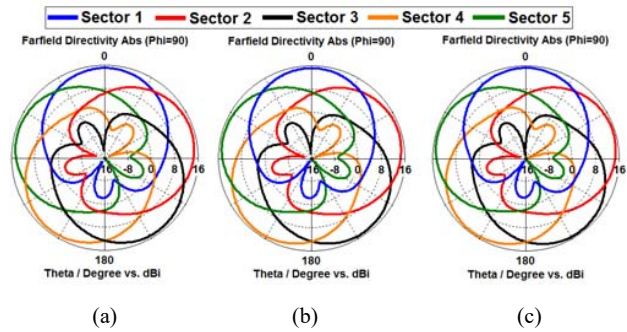 Sector 1 Sector 2 Sector 3 Sector 4 Sector 5
Farfield Directivity Abs (Phi=90) Farfield Directivity Abs (Phi=90) Farfield Directivity Abs (Phi=90)
0 0 0
-16 -8 0 8 16 -16 -8 0 8 16 -16 -8 0 8 16
180 180 180
Theta / Degree vs. dBi Theta / Degree vs. dBi Theta / Degree vs. dBi
(a) (b) (c)